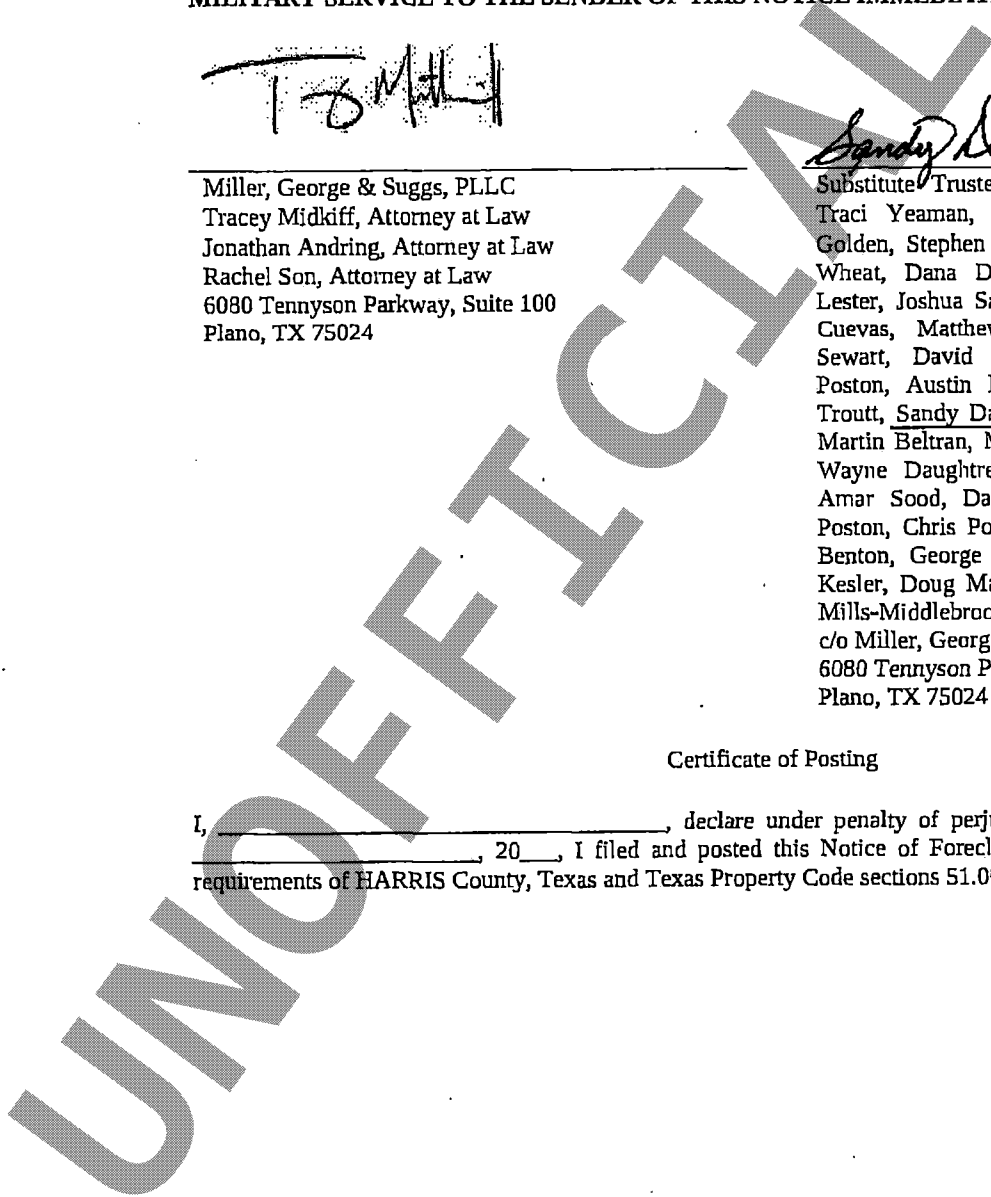 MILITARY SERVICE TO THE SENDER OF THIS NOTICE
Miller, George & Suggs, PLLC
Tracey Midkiff, Attorney at Law
Jonathan Andring, Attorney at Law
Rachel Son, Attorney at Law
6080 Tennyson Parkway, Suite 100
Plano, TX 75024
Sandy
Substitute
Traci Yeaman,
Golden, Stephen
Wheat, Dana D
Lester, Joshua Sa
Cuevas, Matthew
Sewart, David
Poston, Austin
Troutt, Sandy Da
Martin Beltran,
Wayne Daughtre
Amar Sood, Da
Poston, Chris Po
Benton, George
Kesler, Doug Ma
Mills-Middlebroo
c/o Miller, Georg
6080 Tennyson P
Plano, TX 75024
Certificate of Posting
I, ____________________, declare under penalty of perj
____________________, 20___, I filed and posted this Notice of Forecl
requirements of HARRIS County, Texas and Texas Property Code sections 51.0
UNOFFICIAL